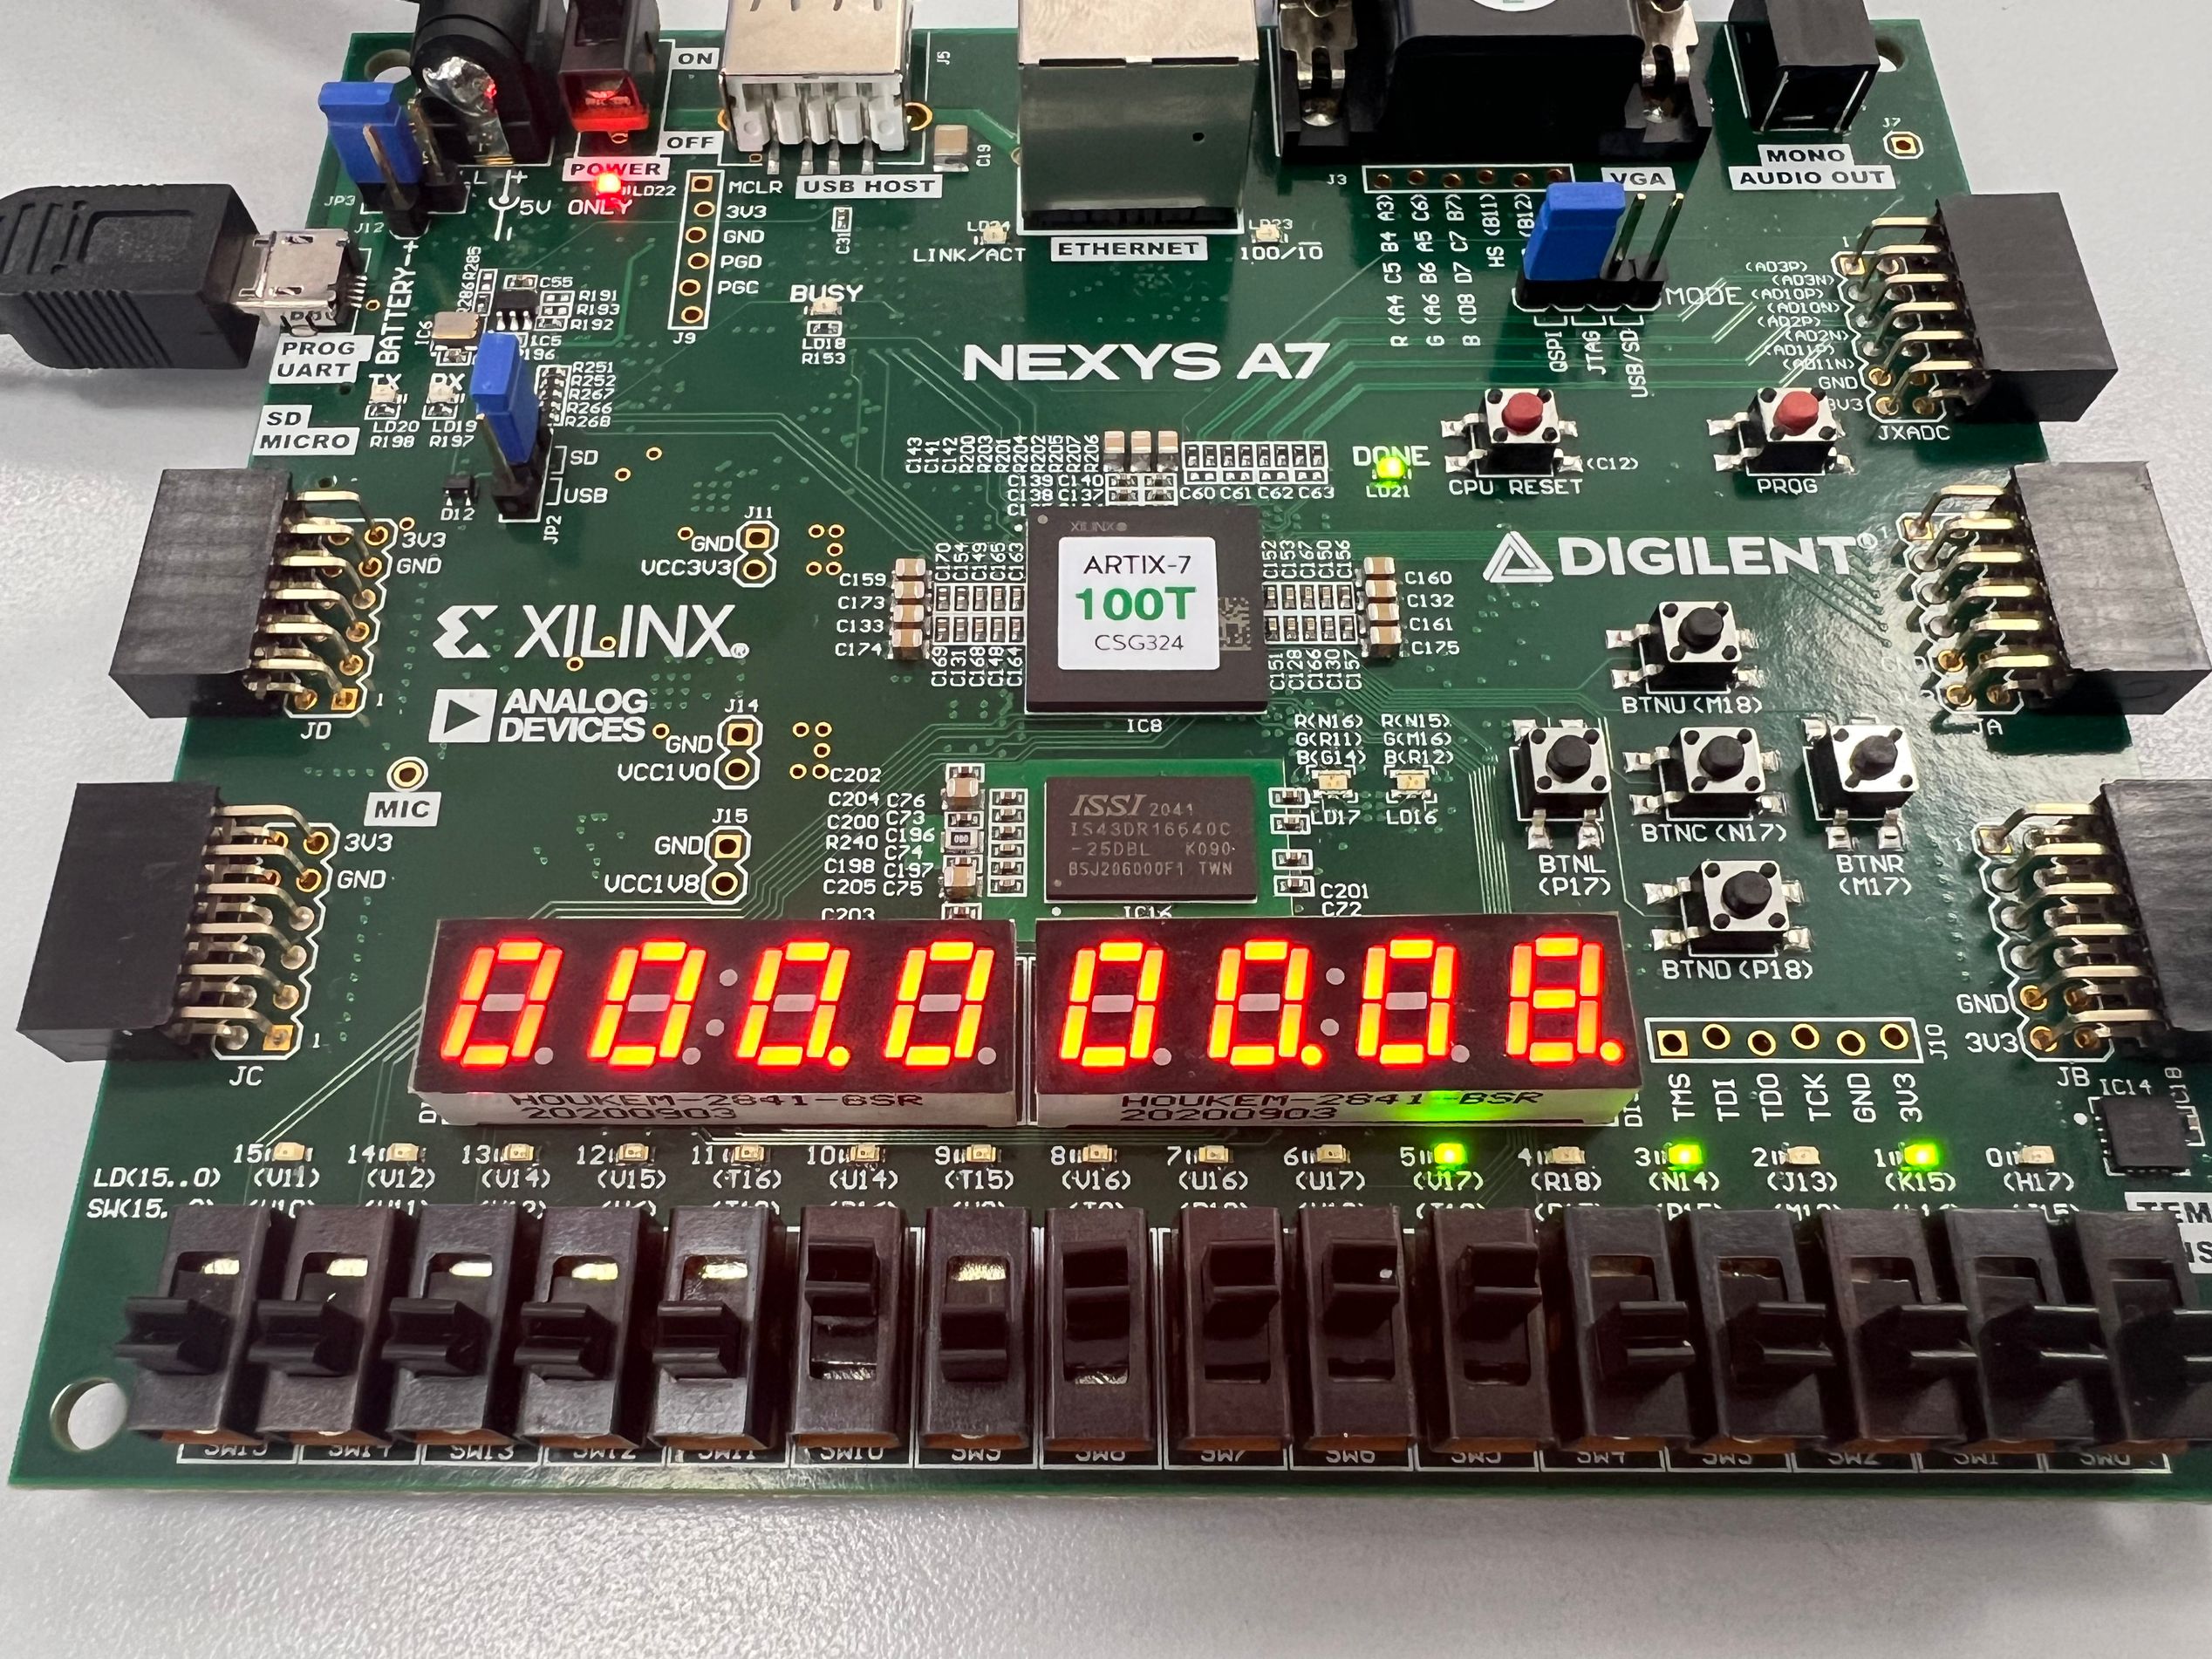 ON
J5
OFF
POWER
LD22
5V ONLY
JP3
J12
MCLR
3V3
GND
PGD
PGC
J9
USB HOST
C19
C31
LD24
LINK/ACT
ETHERNET
LD23
100/10
J3
VGA
R (A4 C5 B4 A3)
G (A6 B6 A5 C6)
B (D8 D7 C7 B7)
HS (B11)
(B12)
MONO
AUDIO OUT
J7
MODE
QSPI
JTAG
USB/SD
(AD3P)
(AD3N)
(AD10P)
(AD10N)
(AD2P)
(AD2N)
(AD11P)
(AD11N)
GND
3V3
JXADC
PROG
UART
BATTERY-+
C55
R285
R191
R193
R192
IC6
IC5
BUSY
LD18
R153
NEXYS A7
TX
LD20
R198
RX
LD19
R197
R251
R252
R267
R266
R268
SD
MICRO
SD
USB
D12
JP2
C143
C141
C142
R200
R203
R201
R204
R202
R205
R207
R206
C139 C140
C138 C137
C60 C61 C62 C63
DONE
LD21
CPU RESET
(C12)
PROG
3V3
GND
1
JD
J11
GND
VCC3V3
XILINX
ARTIX-7
100T
CSG324
IC8
C170
C154
C149
C165
C163
C159
C173
C133
C174
C169
C131
C168
C148
C164
C152
C153
C167
C150
C156
C160
C132
C161
C175
C151
C128
C166
C130
C157
DIGILENT®
XILINX®
ANALOG
DEVICES
1
JA
BTNU(M18)
BTNL
(P17)
BTNC(N17)
BTNR
(M17)
BTND(P18)
J14
GND
VCC1V0
MIC
R(N16)
G(R11)
B(G14)
LD17
R(N15)
G(M16)
B(R12)
LD16
C202
C204 C76
C200 C73
R240 C196
C74
C198 C197
C205 C75
C203
ISSI 2041
IS43DR16640C
-25DBL K090
BSJ206000F1 TWN
IC16
C201
C72
J15
GND
VCC1V8
3V3
GND
1
JC
000.0 00.08.
HOUKEM-2841-BSR
20200903
HOUKEM-2841-BSR
20200903
J10
TMS
TDI
TDO
TCK
GND
3V3
GND
3V3
JB
IC14
C18
LD(15..0)
15 14 13 12 11 10 9 8 7 6 5 4 3 2 1 0
(V11) (V12) (V14) (V15) (T16) (U14) (T15) (V16) (U16) (U17) (V17) (R18) (N14) (J13) (K15) (H17)
SW10 SW9 SW8 SW7 SW6 SW5 SW4 SW3 SW2 SW1 SW0